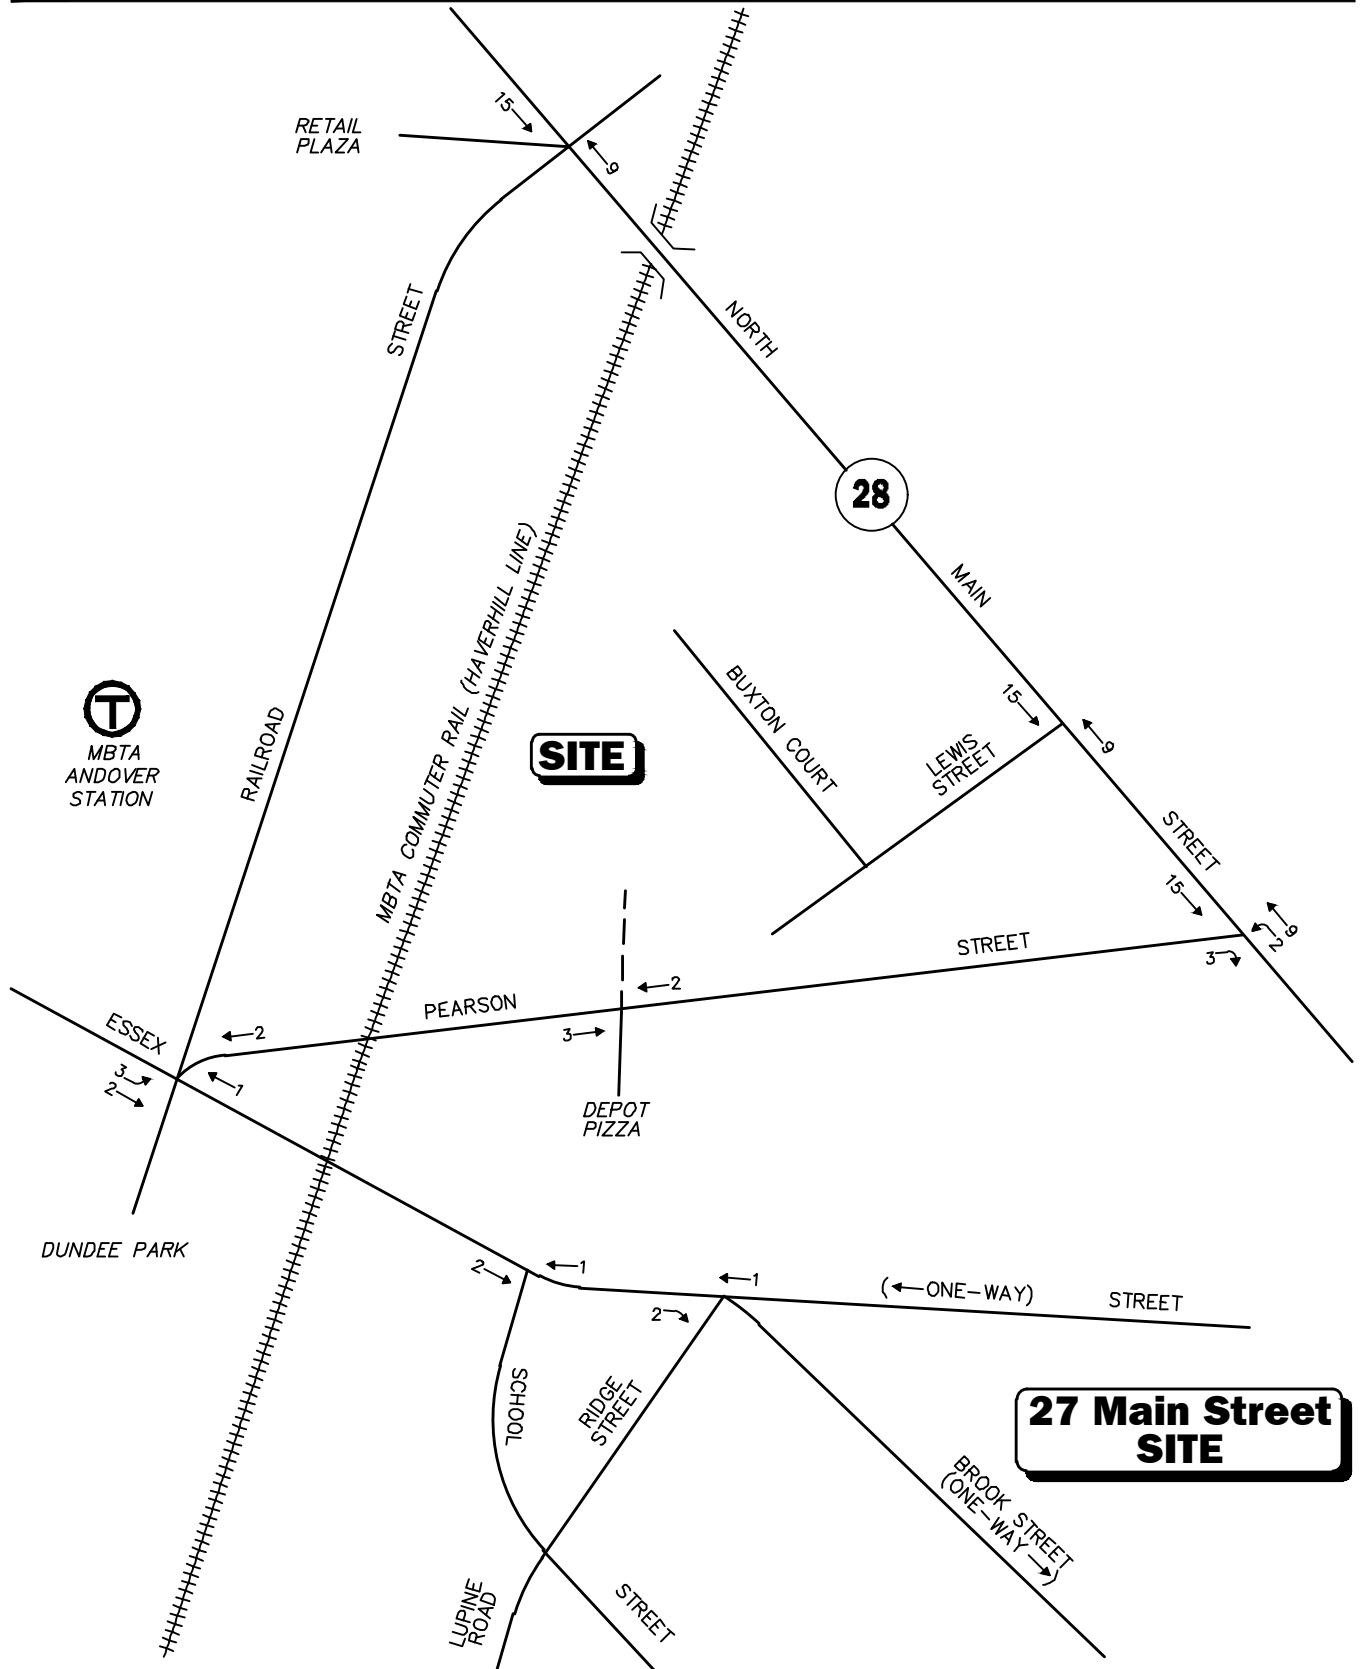 15
RETAIL
PLAZA
9
STREET
NORTH
28
MAIN
MBTA COMMUTER RAIL (HAVERHILL LINE)
T
MBTA
ANDOVER
STATION
RAILROAD
SITE
BUXTON COURT
15
LEWIS
STREET
9
STREET
15
9
2
3
STREET
2
PEARSON
3
ESSEX
2
3
2
1
DEPOT
PIZZA
DUNDEE PARK
2
1
1
(←ONE-WAY)
STREET
2
SCHOOL
RIDGE
STREET
27 Main Street
SITE
BROOK STREET
(ONE-WAY→)
LUPINE
ROAD
STREET